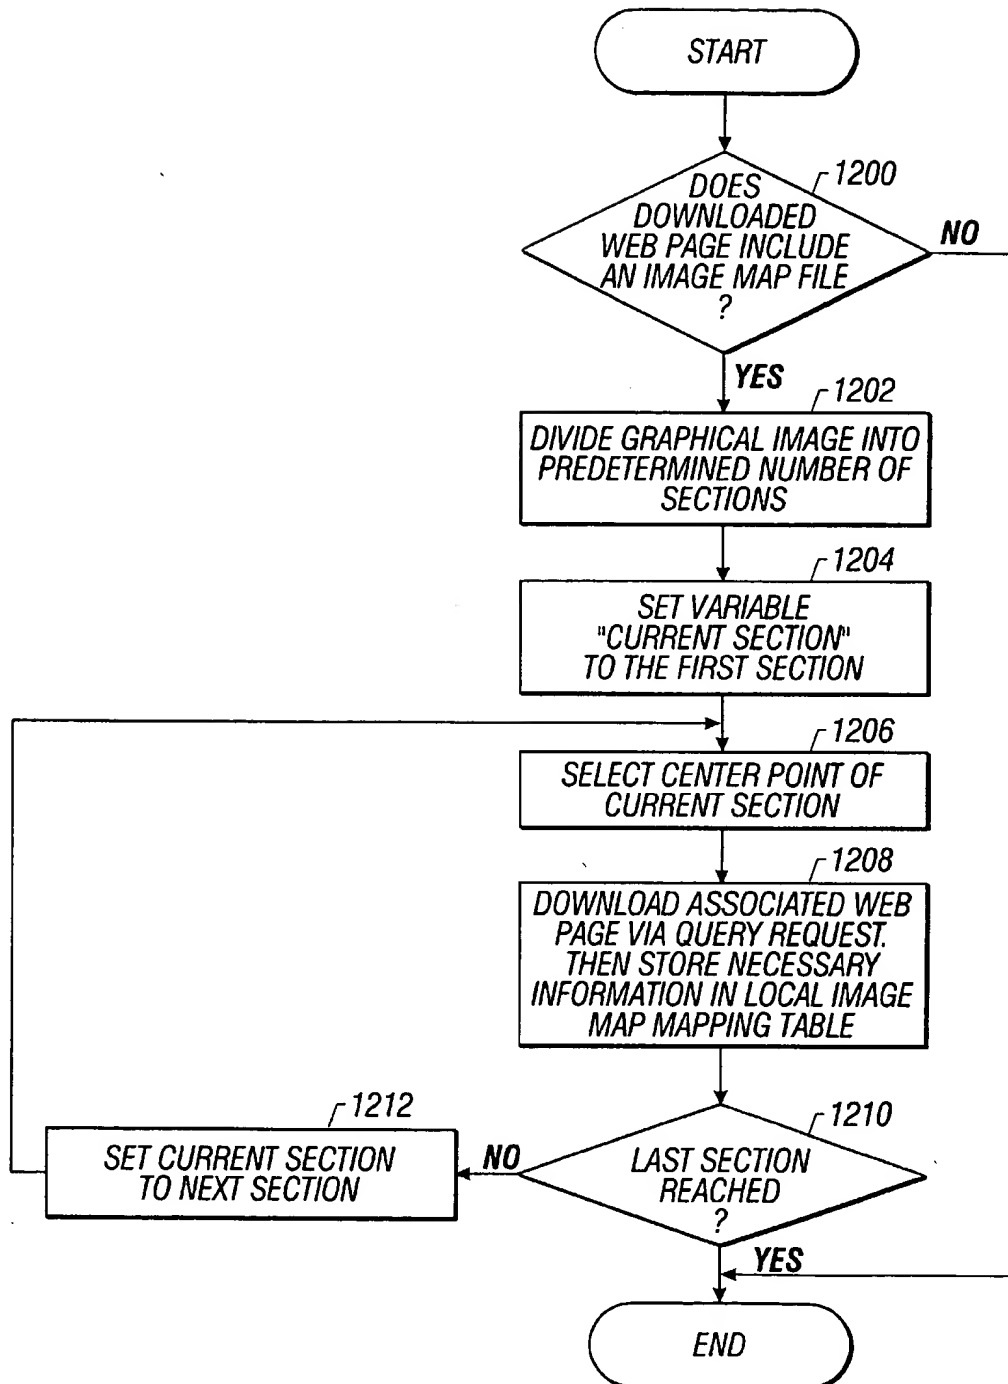 START
1200
DOES
DOWNLOADED
WEB PAGE INCLUDE
AN IMAGE MAP FILE
?
NO
YES
1202
DIVIDE GRAPHICAL IMAGE INTO
PREDETERMINED NUMBER OF
SECTIONS
1204
SET VARIABLE
"CURRENT SECTION"
TO THE FIRST SECTION
1206
SELECT CENTER POINT OF
CURRENT SECTION
1208
DOWNLOAD ASSOCIATED WEB
PAGE VIA QUERY REQUEST.
THEN STORE NECESSARY
INFORMATION IN LOCAL IMAGE
MAP MAPPING TABLE
1210
LAST SECTION
REACHED
?
NO
1212
SET CURRENT SECTION
TO NEXT SECTION
YES
END